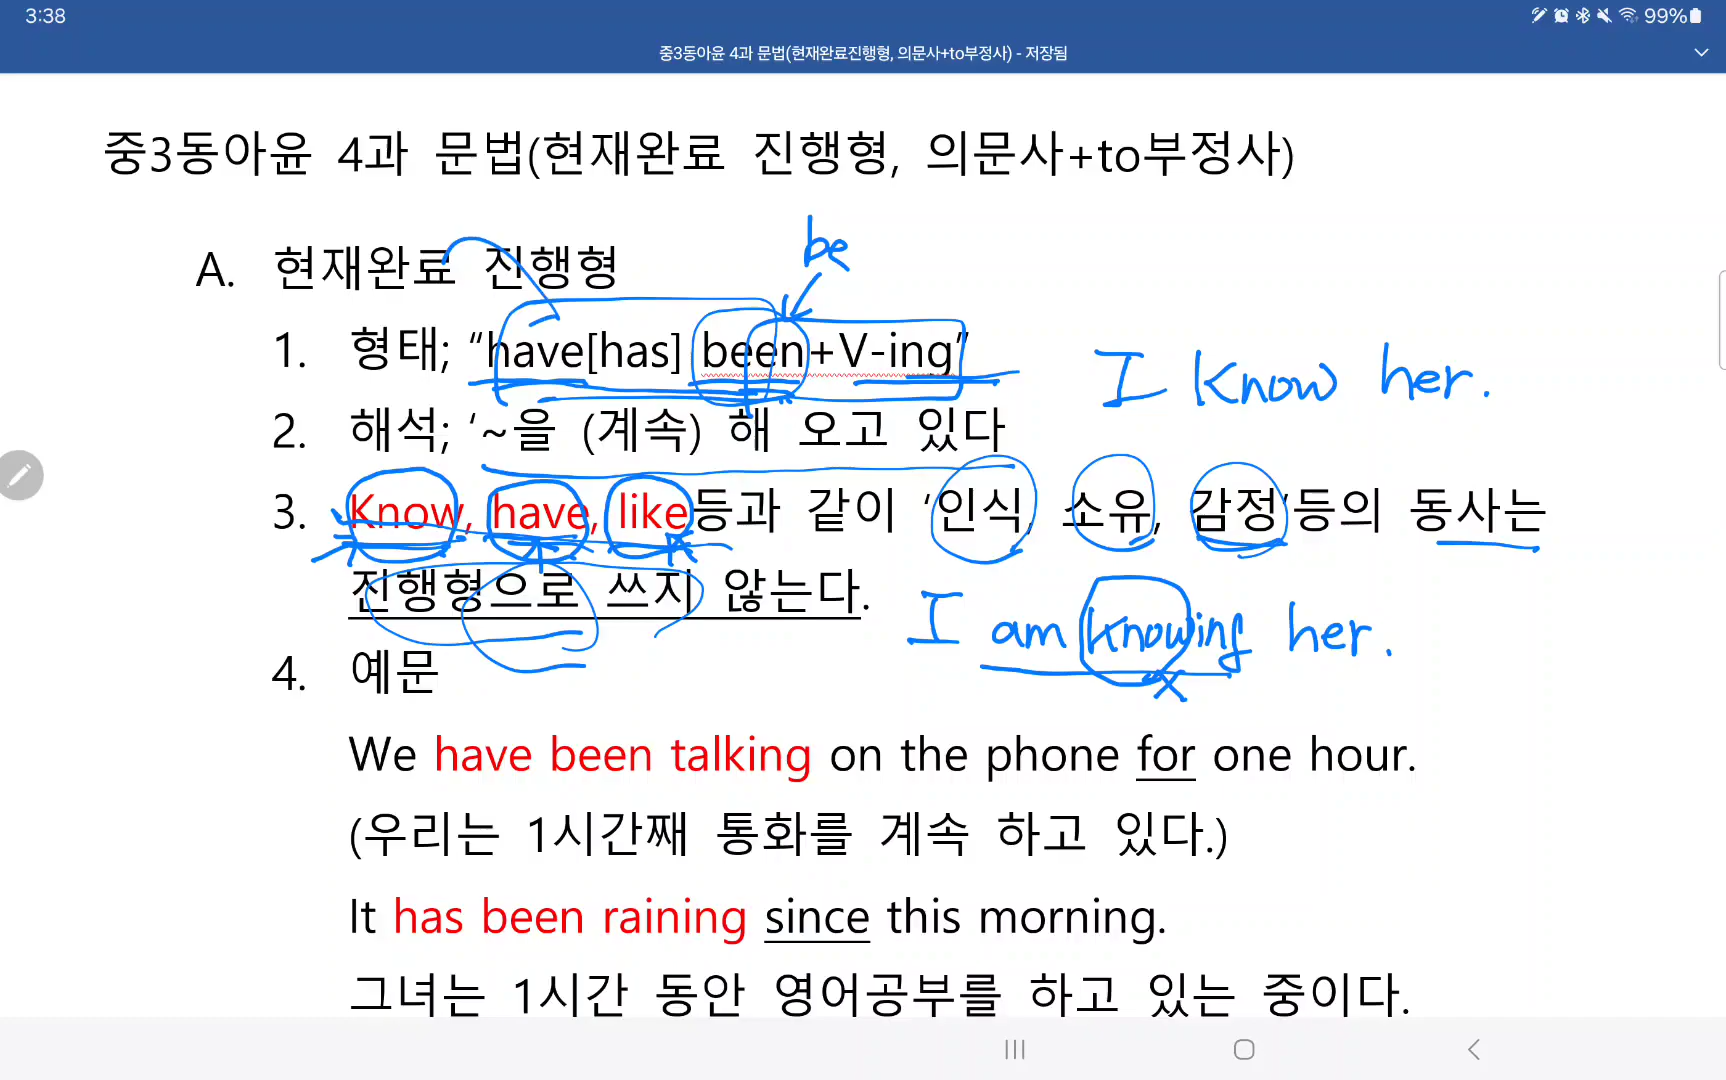 3:38
99%
중3동아윤 4과 문법(현재완료진행형, 의문사+to부정사) - 저장됨
중3동아윤 4과 문법(현재완료 진행형, 의문사+to부정사)
A. 현재완료 진행형
be
1. 형태; “have[has] been+V-ing”
I know her.
2. 해석; ‘~을 (계속) 해 오고 있다
3. Know, have, like등과 같이 ‘인식, 소유, 감정’등의 동사는
진행형으로 쓰지 않는다.
I am knowing her.
x
4. 예문
We have been talking on the phone for one hour.
(우리는 1시간째 통화를 계속 하고 있다.)
It has been raining since this morning.
그녀는 1시간 동안 영어공부를 하고 있는 중이다.